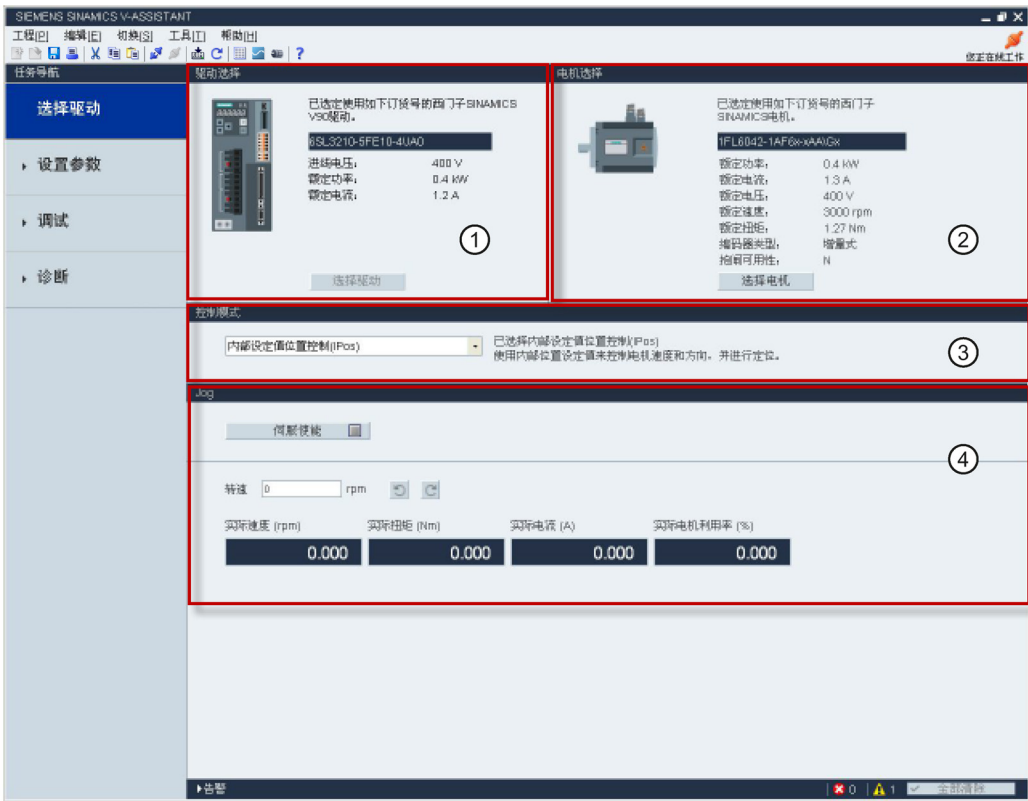 SIEMENS SINAMICS V-ASSISTANT
工程[P] 编辑[E] 切换[S] 工具[T] 帮助[H]
您正在线工作
任务导航
选择驱动
设置参数
调试
诊断
驱动选择
已选定使用如下订货号的西门子SINAMICS
V90驱动。
6SL3210-5FE10-4UA0
进线电压: 400 V
额定功率: 0.4 kW
额定电流: 1.2 A
①
选择驱动
电机选择
已选定使用如下订货号的西门子
SINAMICS电机。
1FL6042-1AF6x-xAA\Gx
额定功率: 0.4 kW
额定电流: 1.3 A
额定电压: 400 V
额定速度: 3000 rpm
额定扭矩: 1.27 Nm
编码器类型: 增量式
抱闸可用性: N
②
选择电机
控制模式
内部设定值位置控制(IPos)
已选择内部设定值位置控制(IPos)
使用内部位置设定值来控制电机速度和方向，并进行定位。
③
Jog
伺服使能
④
转速 0 rpm
实际速度 (rpm) 实际扭矩 (Nm) 实际电流 (A) 实际电机利用率 (%)
0.000 0.000 0.000 0.000
告警
0 1 全部清除